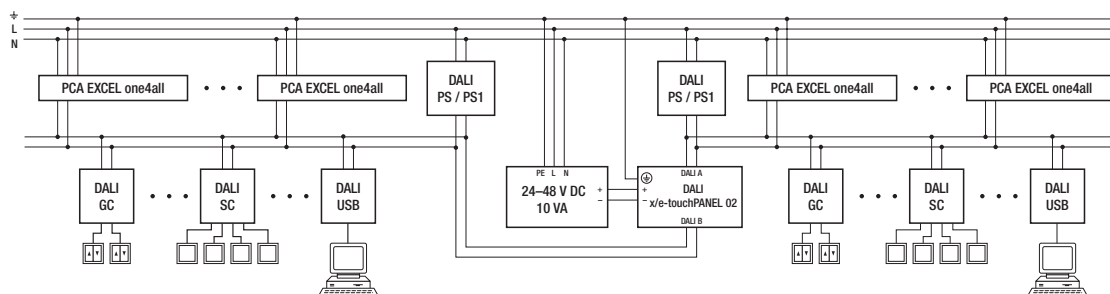 L
N
PCA EXCEL one4all
PCA EXCEL one4all
DALI
PS / PS1
DALI
PS / PS1
PCA EXCEL one4all
PCA EXCEL one4all
DALI
GC
DALI
SC
DALI
USB
PE L N
24–48 V DC
10 VA
+
–
DALI A
+
–
DALI
x/e-touchPANEL 02
DALI B
DALI
GC
DALI
SC
DALI
USB